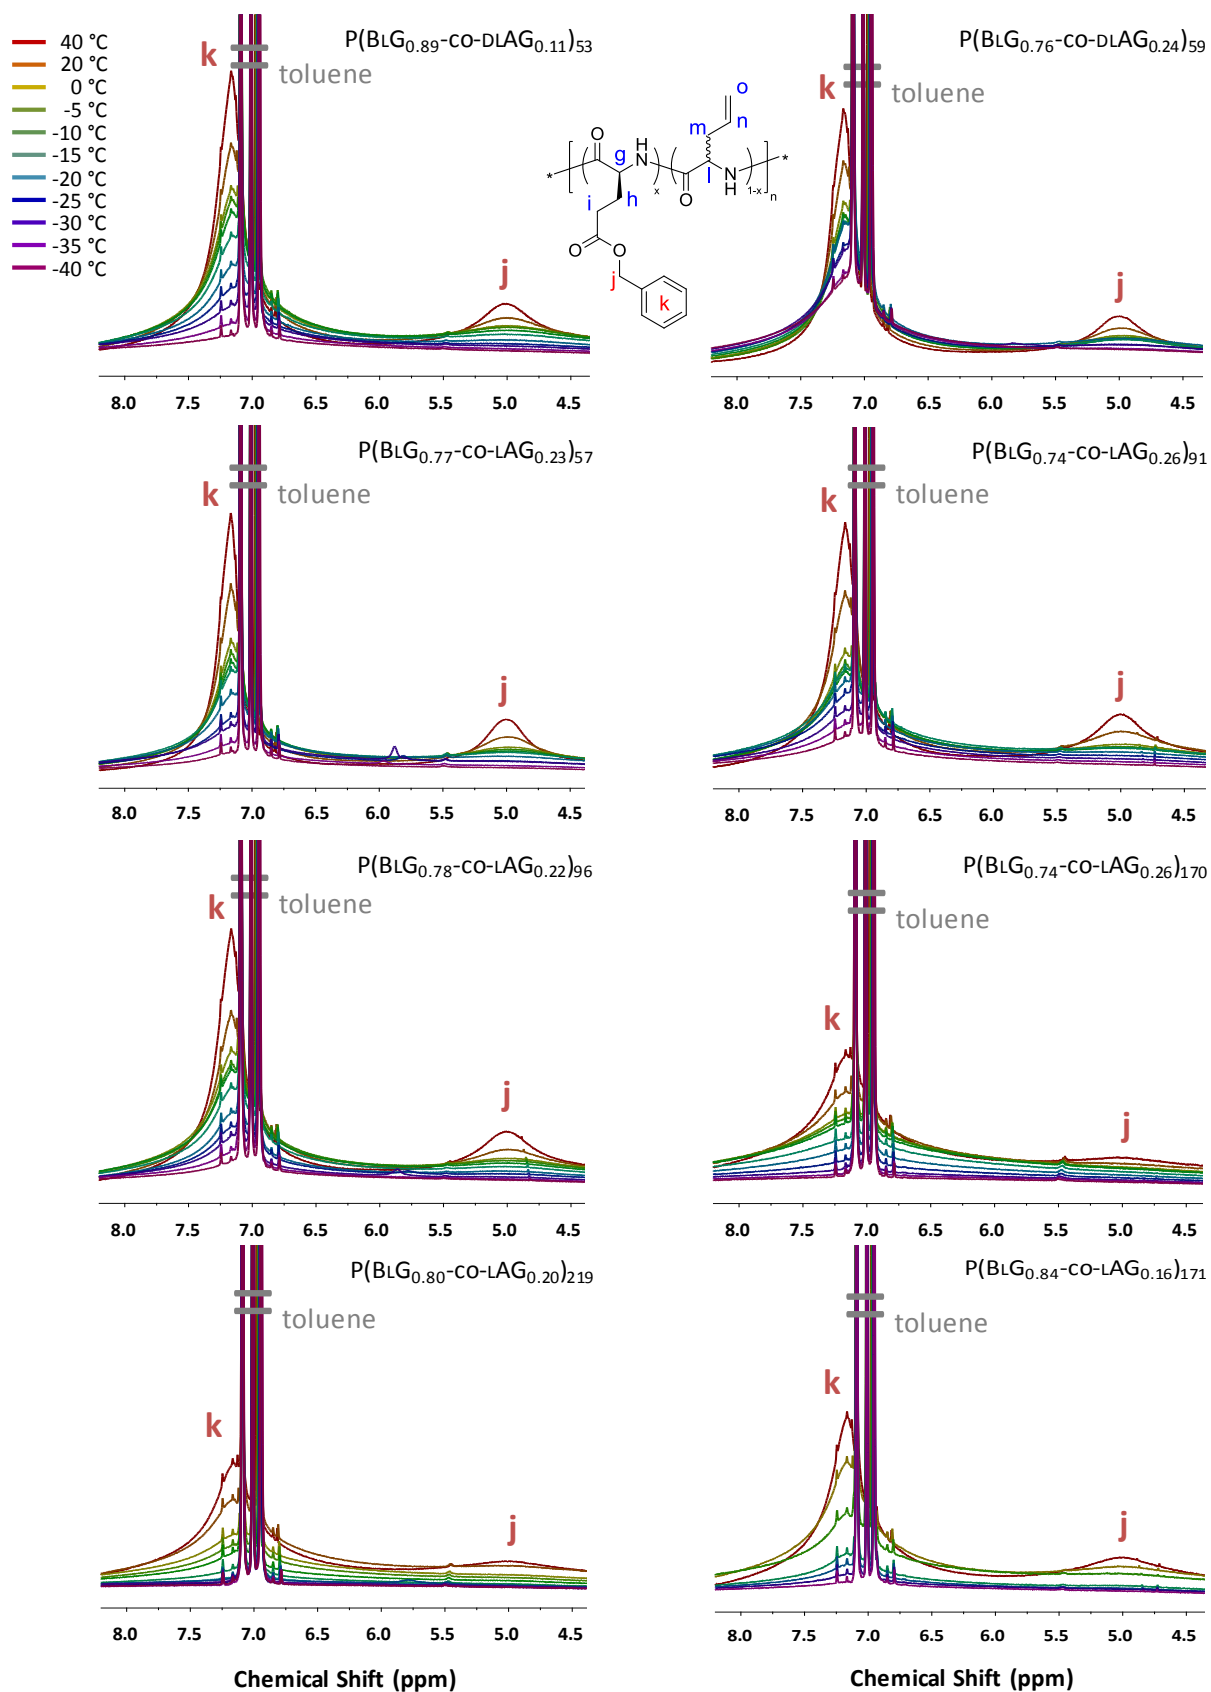 40 °C
20 °C
0 °C
-5 °C
-10 °C
-15 °C
-20 °C
-25 °C
-30 °C
-35 °C
-40 °C
P(BLG0.89-co-DLAG0.11)53
k
toluene
j
8.0 7.5 7.0 6.5 6.0 5.5 5.0 4.5
O g H N x i h O O j k O l m n o N H 1-x n * *
P(BLG0.76-co-DLAG0.24)59
k
toluene
j
8.0 7.5 7.0 6.5 6.0 5.5 5.0 4.5
P(BLG0.77-co-LAG0.23)57
k
toluene
j
8.0 7.5 7.0 6.5 6.0 5.5 5.0 4.5
P(BLG0.74-co-LAG0.26)91
k
toluene
j
8.0 7.5 7.0 6.5 6.0 5.5 5.0 4.5
P(BLG0.78-co-LAG0.22)96
k
toluene
j
8.0 7.5 7.0 6.5 6.0 5.5 5.0 4.5
P(BLG0.74-co-LAG0.26)170
toluene
k
j
8.0 7.5 7.0 6.5 6.0 5.5 5.0 4.5
P(BLG0.80-co-LAG0.20)219
toluene
k
j
8.0 7.5 7.0 6.5 6.0 5.5 5.0 4.5
Chemical Shift (ppm)
P(BLG0.84-co-LAG0.16)171
toluene
k
j
8.0 7.5 7.0 6.5 6.0 5.5 5.0 4.5
Chemical Shift (ppm)